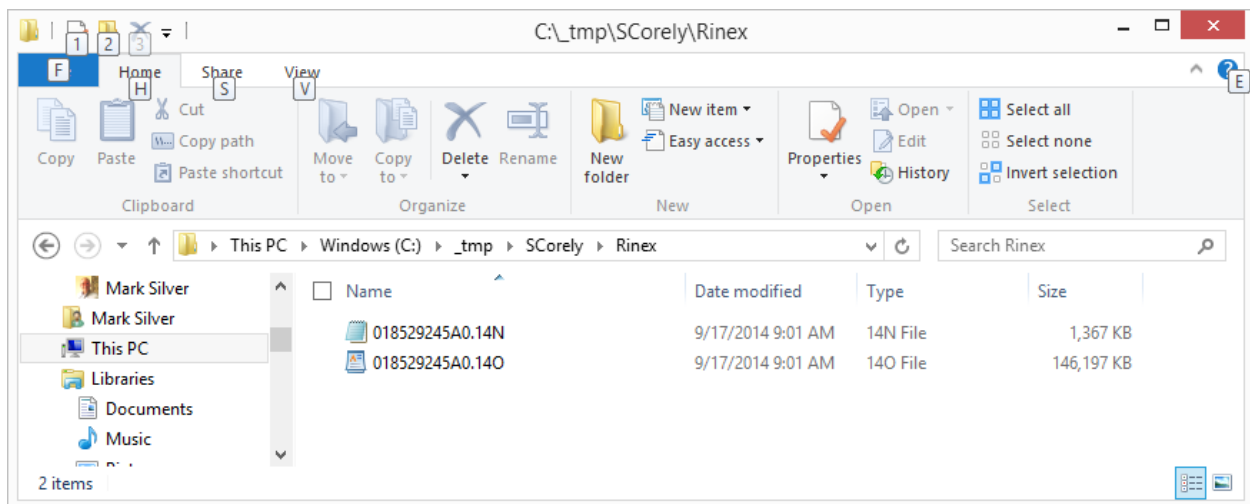 C:\_tmp\SCorely\Rinex
1 2 3
F Home Share View
H S V E
Copy
Paste
Cut
Copy path
Paste shortcut
Clipboard
Move to
Copy to
Delete
Rename
Organize
New folder
New item
Easy access
New
Properties
Open
Edit
History
Open
Select all
Select none
Invert selection
Select
This PC Windows (C:) _tmp SCorely Rinex
Search Rinex
Mark Silver
Mark Silver
This PC
Libraries
Documents
Music
Name Date modified Type Size
018529245A0.14N 9/17/2014 9:01 AM 14N File 1,367 KB
018529245A0.14O 9/17/2014 9:01 AM 14O File 146,197 KB
2 items